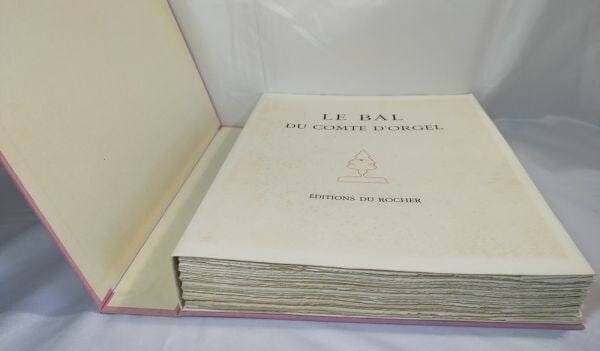 LE BAL
DU COMTE D'ORGEL
ÉDITIONS DU ROCHER